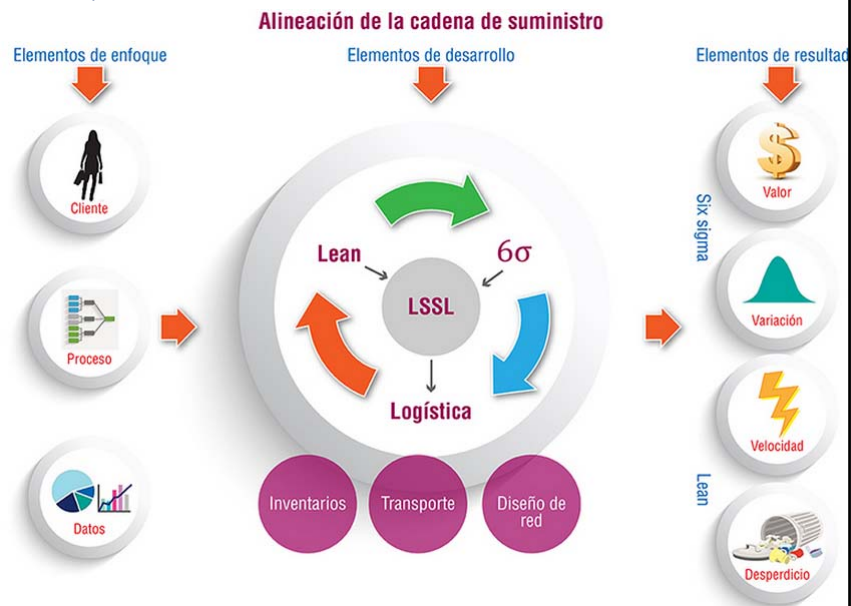 Alineación de la cadena de suministro
Elementos de enfoque
Elementos de desarrollo
Elementos de resultad
Cliente
Proceso
Datos
Lean
6σ
LSSL
Logística
Inventarios
Transporte
Diseño de
red
Six sigma
Lean
Valor
Variación
Velocidad
Desperdicio